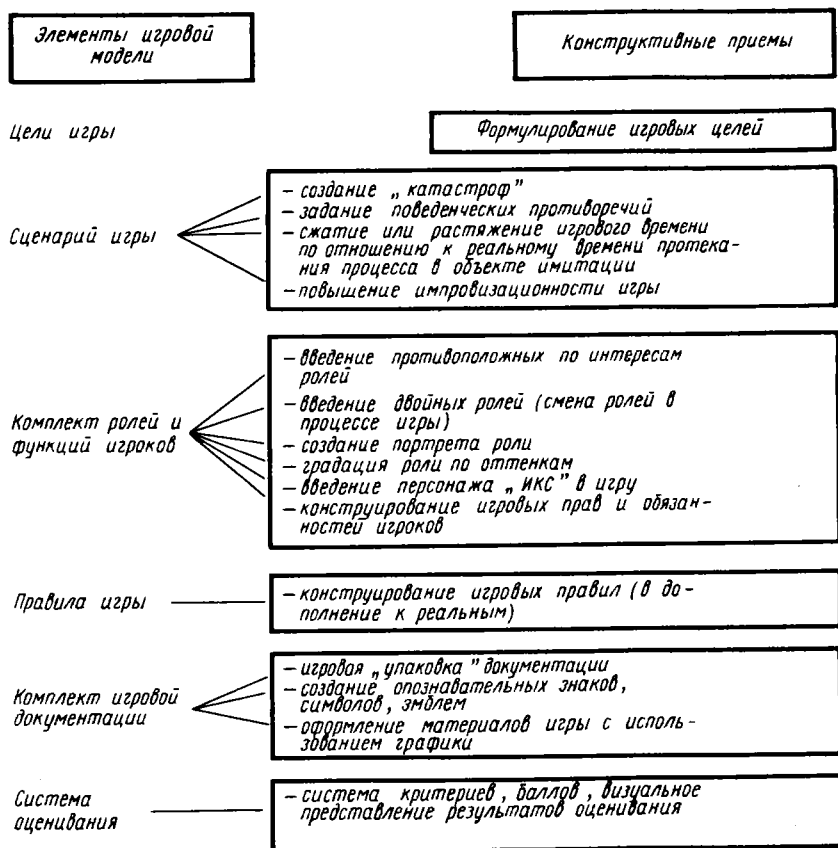 Элементы игровой
модели
Конструктивные приемы
Цели игры
Формулирование игровых целей
Сценарий игры
– создание „катастроф”
– задание поведенческих противоречий
– сжатие или растяжение игрового времени
по отношению к реальному времени протека-
ния процесса в объекте имитации
– повышение импровизационности игры
Комплект ролей и
функций игроков
– введение противоположных по интересам
ролей
– введение двойных ролей (смена ролей в
процессе игры)
– создание портрета роли
– градация роли по оттенкам
– введение персонажа „ИКС” в игру
– конструирование игровых прав и обязан-
ностей игроков
Правила игры
– конструирование игровых правил (в до-
полнение к реальным)
Комплект игровой
документации
– игровая „упаковка” документации
– создание опознавательных знаков,
символов, эмблем
– оформление материалов игры с исполь-
зованием графики
Система
оценивания
– система критериев, баллов, визуальное
представление результатов оценивания